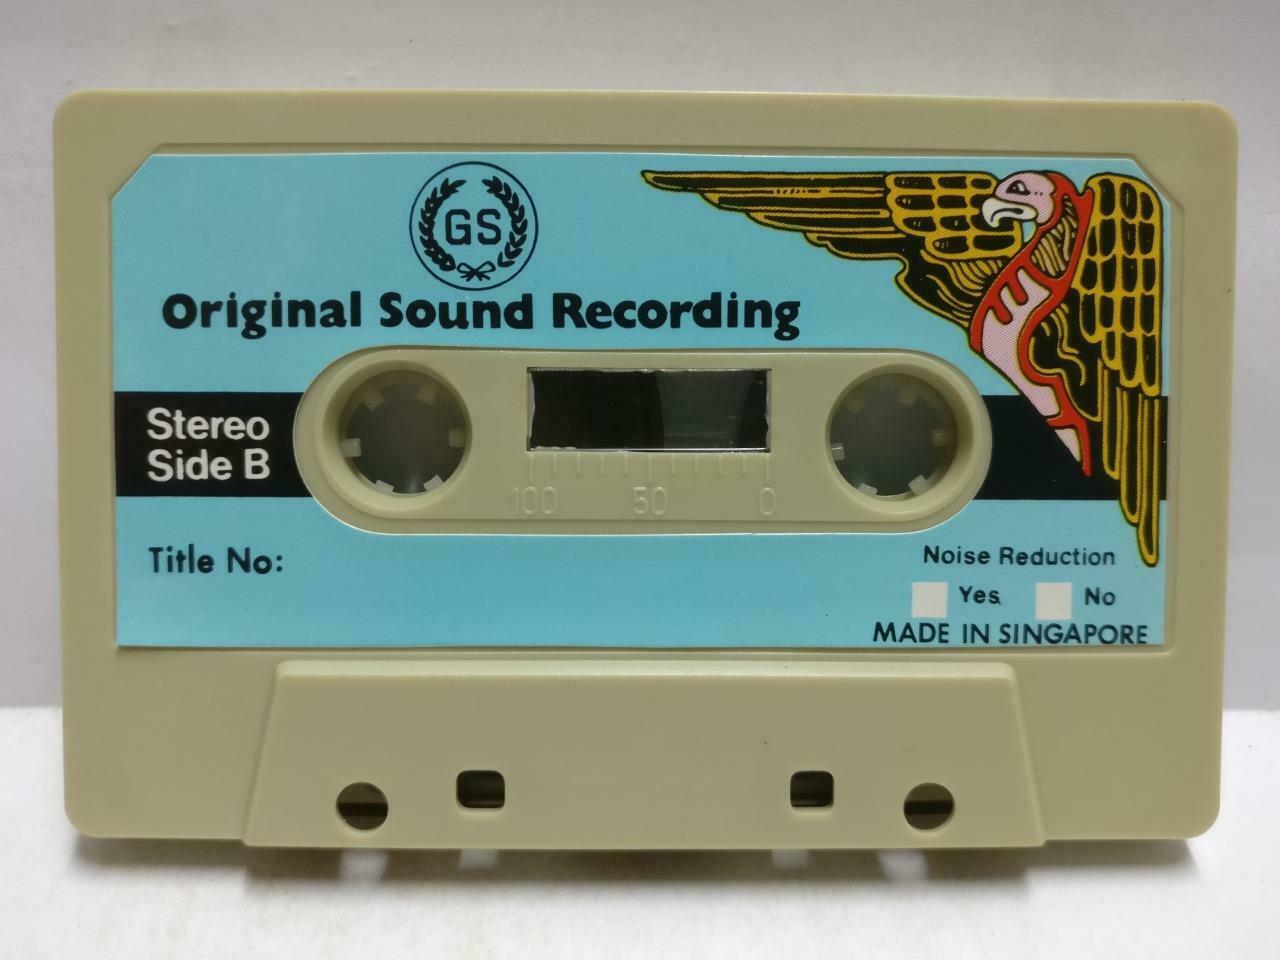 GS
Original Sound Recording
Stereo
Side B
100 50 0
Title No:
Noise Reduction
Yes No
MADE IN SINGAPORE